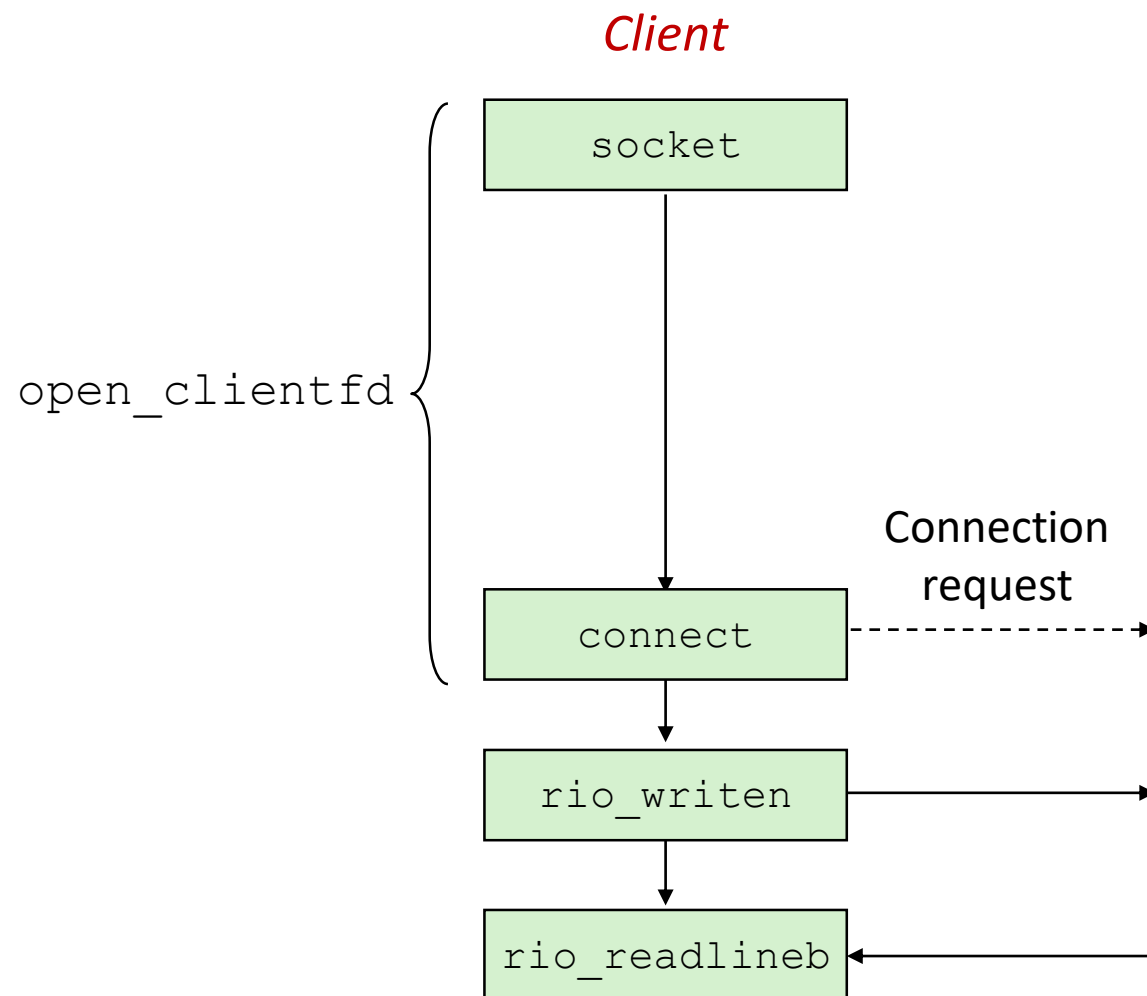 Client
socket
open_clientfd
Connection
request
connect
rio_writen
rio_readlineb